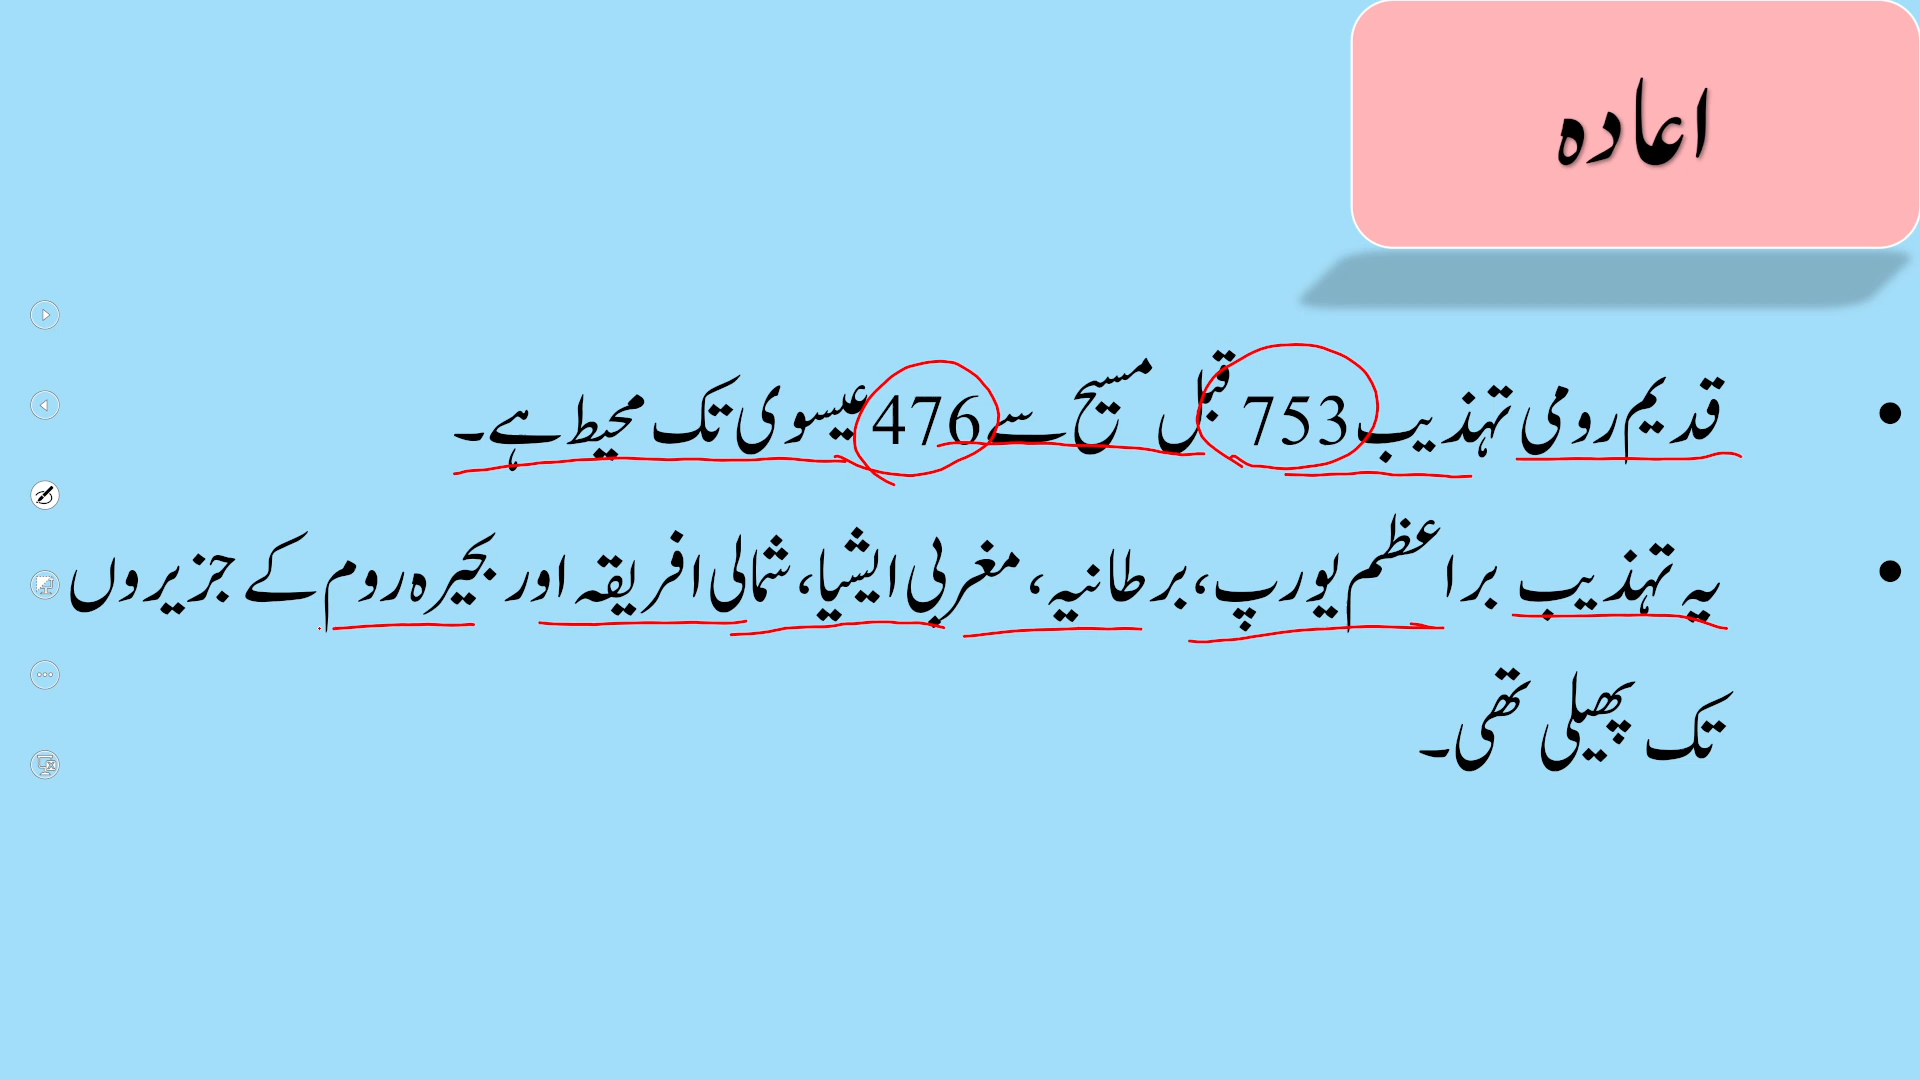 اعادہ
قدیم رومی تہذیب 753 قبل مسیح سے 476 عیسوی تک محیط ہے۔
یہ تہذیب براعظم یورپ، برطانیہ، مغربی ایشیا، شمالی افریقہ اور بحیرہ روم کے جزیروں
تک پھیلی تھی۔